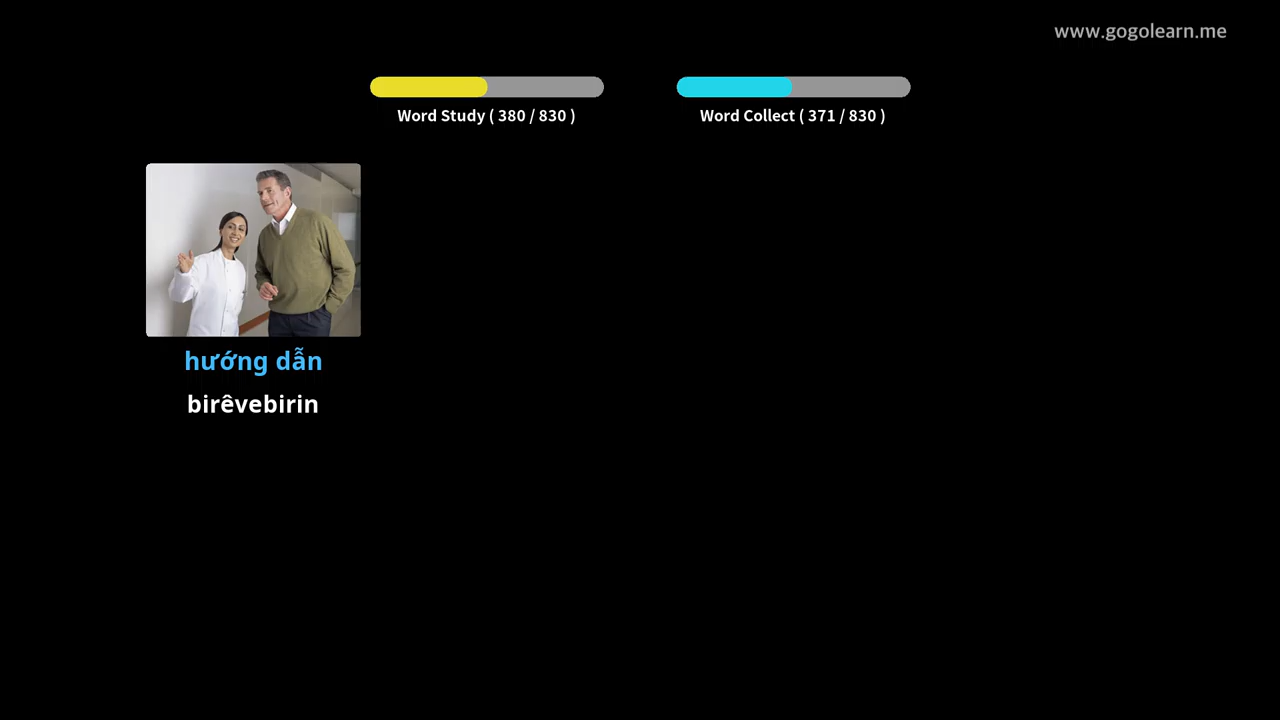 www.gogolearn.me
Word Study ( 380 / 830 )
Word Collect ( 371 / 830 )
hướng dẫn
birêvebirin